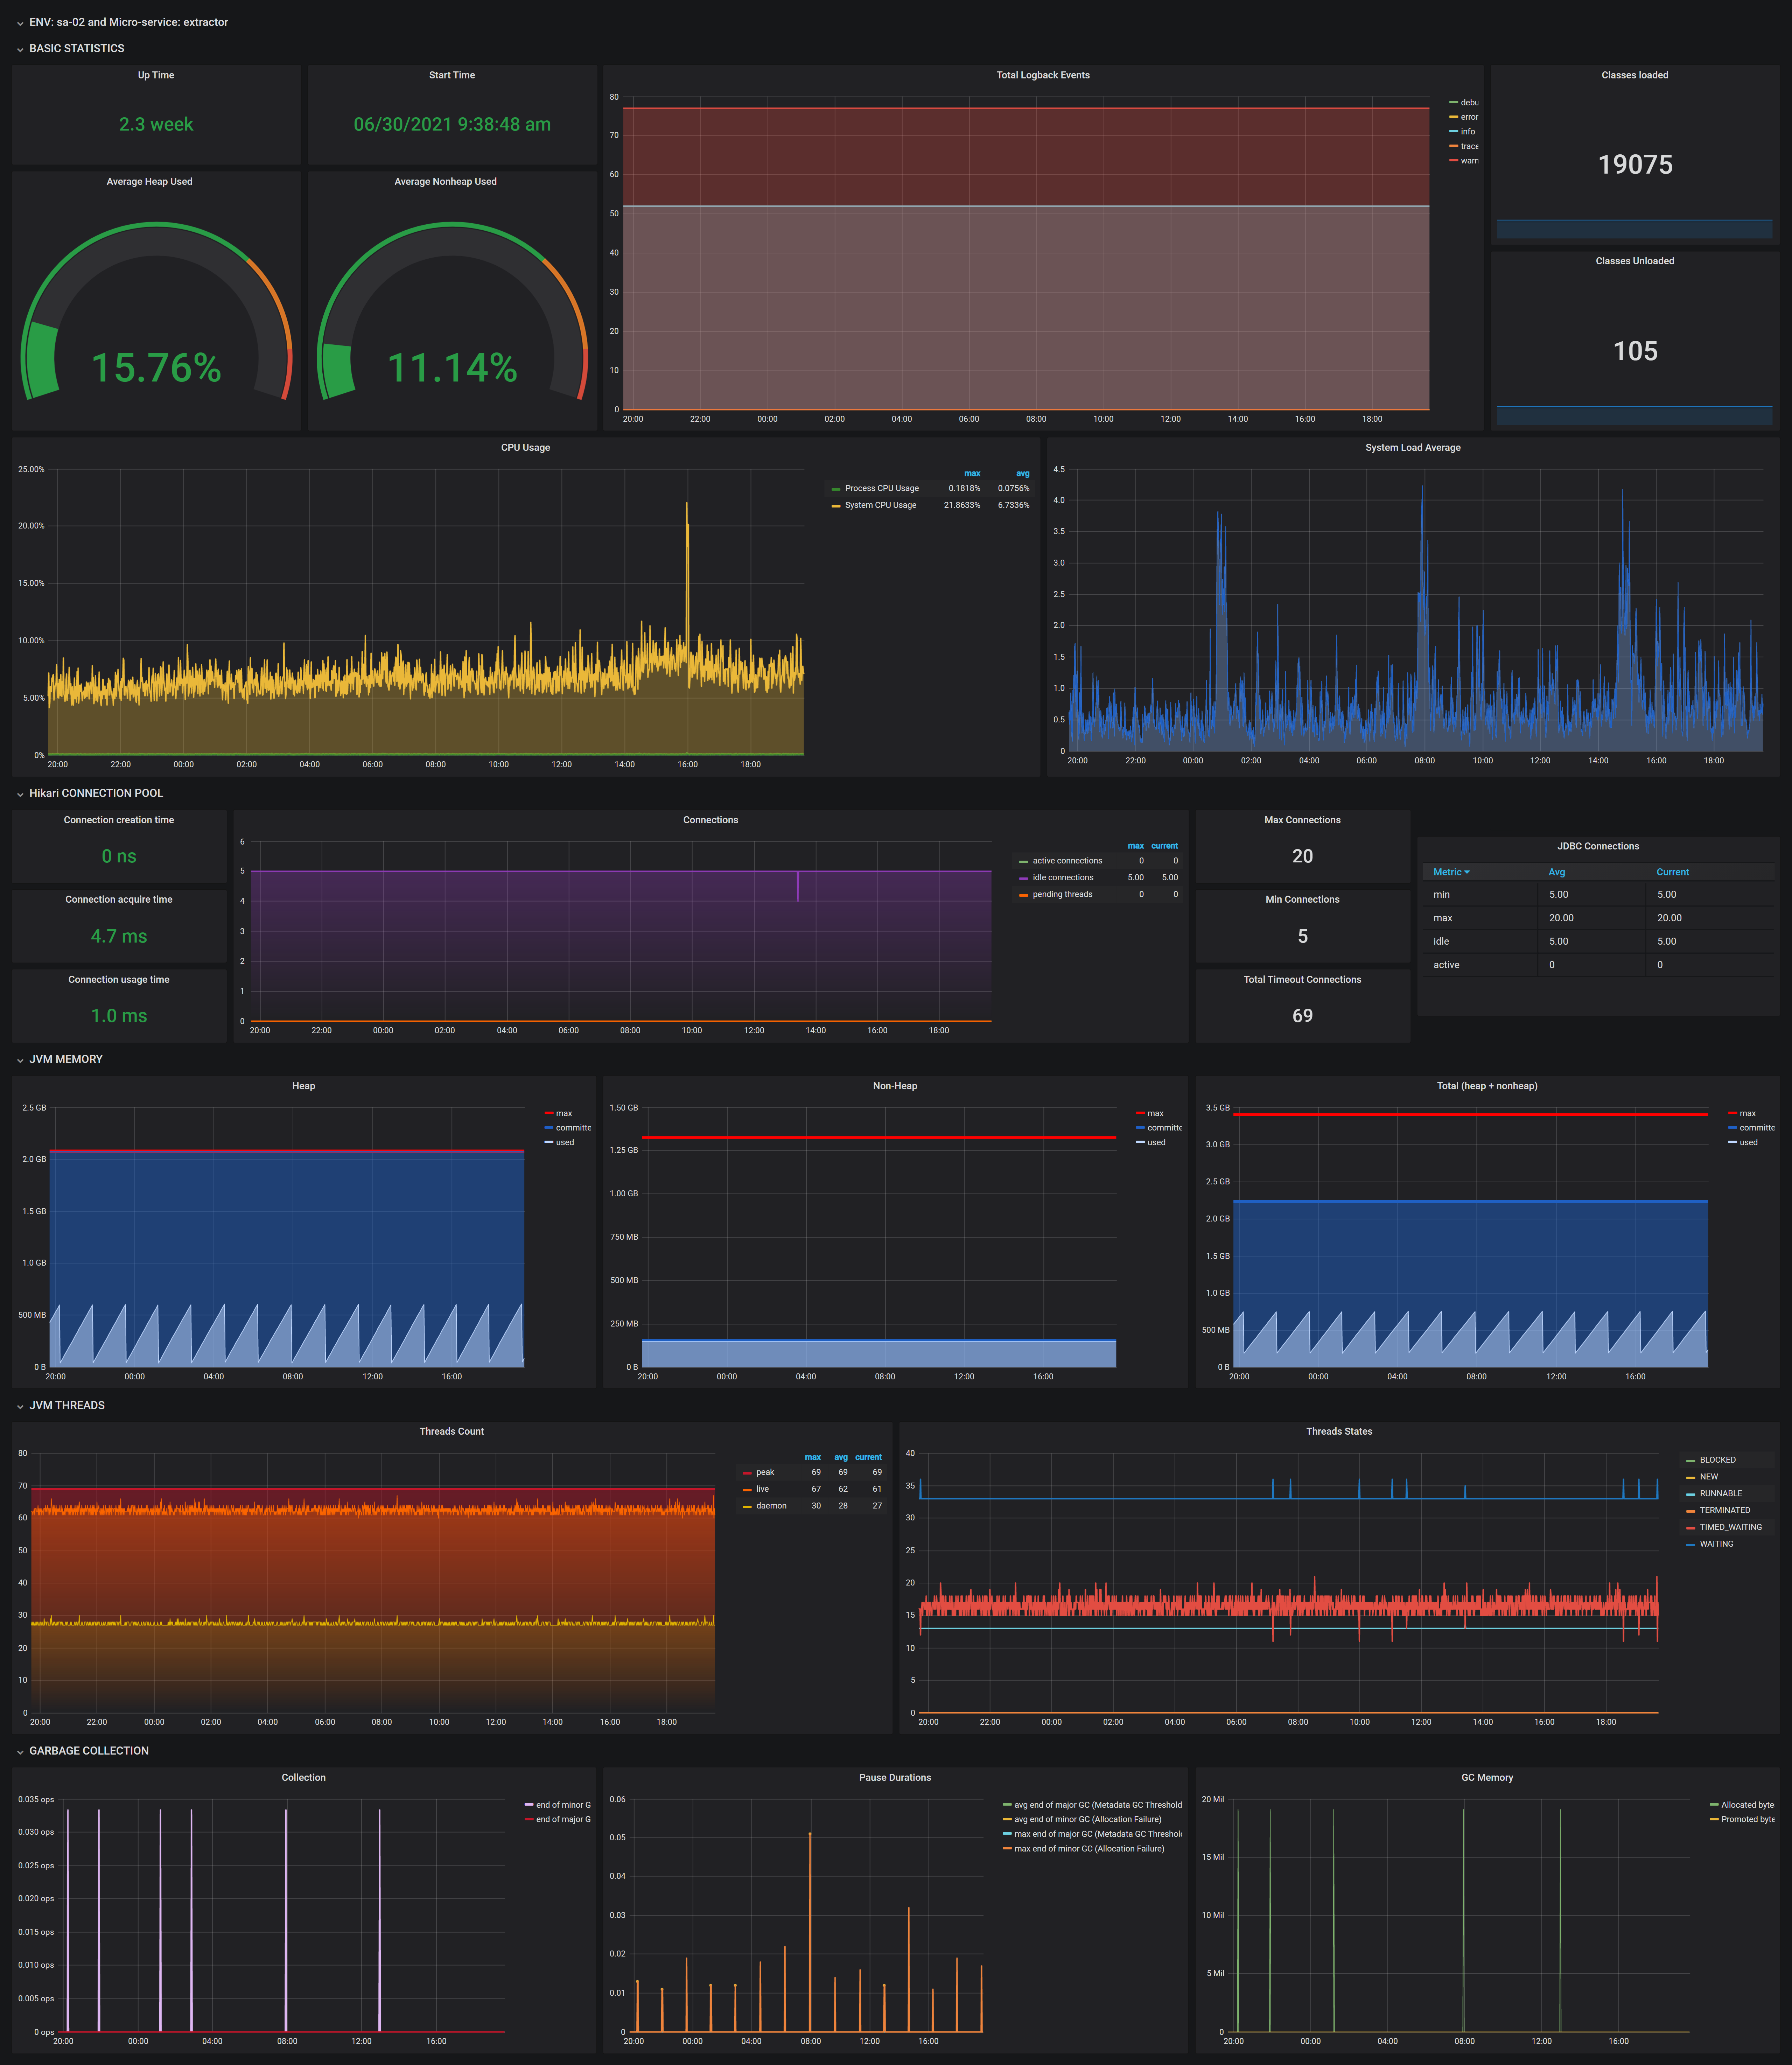 ENV: sa-02 and Micro-service: extractor
BASIC STATISTICS
Up Time
2.3 week
Start Time
06/30/2021 9:38:48 am
Average Heap Used
15.76%
Average Nonheap Used
11.14%
Total Logback Events
80
70
60
50
40
30
20
10
0
20:00 22:00 00:00 02:00 04:00 06:00 08:00 10:00 12:00 14:00 16:00 18:00
debu
error
info
trace
warn
Classes loaded
19075
Classes Unloaded
105
CPU Usage
25.00%
20.00%
15.00%
10.00%
5.00%
0%
20:00 22:00 00:00 02:00 04:00 06:00 08:00 10:00 12:00 14:00 16:00 18:00
max avg
Process CPU Usage 0.1818% 0.0756%
System CPU Usage 21.8633% 6.7336%
System Load Average
4.5
4.0
3.5
3.0
2.5
2.0
1.5
1.0
0.5
0
20:00 22:00 00:00 02:00 04:00 06:00 08:00 10:00 12:00 14:00 16:00 18:00
Hikari CONNECTION POOL
Connection creation time
0 ns
Connection acquire time
4.7 ms
Connection usage time
1.0 ms
Connections
6
5
4
3
2
1
0
20:00 22:00 00:00 02:00 04:00 06:00 08:00 10:00 12:00 14:00 16:00 18:00
max current
active connections 0 0
idle connections 5.00 5.00
pending threads 0 0
Max Connections
20
Min Connections
5
Total Timeout Connections
69
JDBC Connections
Metric Avg Current
min 5.00 5.00
max 20.00 20.00
idle 5.00 5.00
active 0 0
JVM MEMORY
Heap
2.5 GB
2.0 GB
1.5 GB
1.0 GB
500 MB
0 B
20:00 00:00 04:00 08:00 12:00 16:00
max
committe
used
Non-Heap
1.50 GB
1.25 GB
1.00 GB
750 MB
500 MB
250 MB
0 B
20:00 00:00 04:00 08:00 12:00 16:00
max
committe
used
Total (heap + nonheap)
3.5 GB
3.0 GB
2.5 GB
2.0 GB
1.5 GB
1.0 GB
500 MB
0 B
20:00 00:00 04:00 08:00 12:00 16:00
max
committe
used
JVM THREADS
Threads Count
80
70
60
50
40
30
20
10
0
20:00 22:00 00:00 02:00 04:00 06:00 08:00 10:00 12:00 14:00 16:00 18:00
max avg current
peak 69 69 69
live 67 62 61
daemon 30 28 27
Threads States
40
35
30
25
20
15
10
5
0
20:00 22:00 00:00 02:00 04:00 06:00 08:00 10:00 12:00 14:00 16:00 18:00
BLOCKED
NEW
RUNNABLE
TERMINATED
TIMED_WAITING
WAITING
GARBAGE COLLECTION
Collection
0.035 ops
0.030 ops
0.025 ops
0.020 ops
0.015 ops
0.010 ops
0.005 ops
0 ops
20:00 00:00 04:00 08:00 12:00 16:00
end of minor G
end of major G
Pause Durations
0.06
0.05
0.04
0.03
0.02
0.01
0
20:00 00:00 04:00 08:00 12:00 16:00
avg end of major GC (Metadata GC Threshold
avg end of minor GC (Allocation Failure)
max end of major GC (Metadata GC Threshol
max end of minor GC (Allocation Failure)
GC Memory
20 Mil
15 Mil
10 Mil
5 Mil
0
20:00 00:00 04:00 08:00 12:00 16:00
Allocated byte
Promoted byte